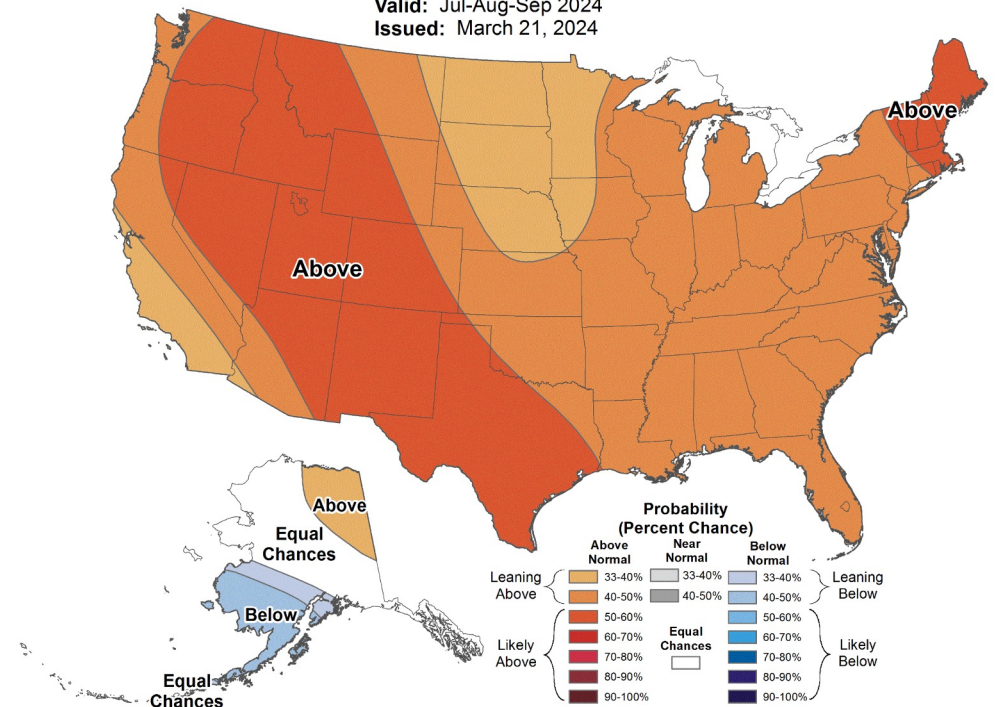 Valid: Jul-Aug-Sep 2024
Issued: March 21, 2024
Above
Above
Above
Equal
Chances
Below
Equal
Chances
Probability
(Percent Chance)
Above
Normal
Near
Normal
Below
Normal
Leaning
Above
33-40%
40-50%
33-40%
40-50%
33-40%
40-50%
Leaning
Below
Likely
Above
50-60%
60-70%
70-80%
80-90%
90-100%
Equal
Chances
50-60%
60-70%
70-80%
80-90%
90-100%
Likely
Below